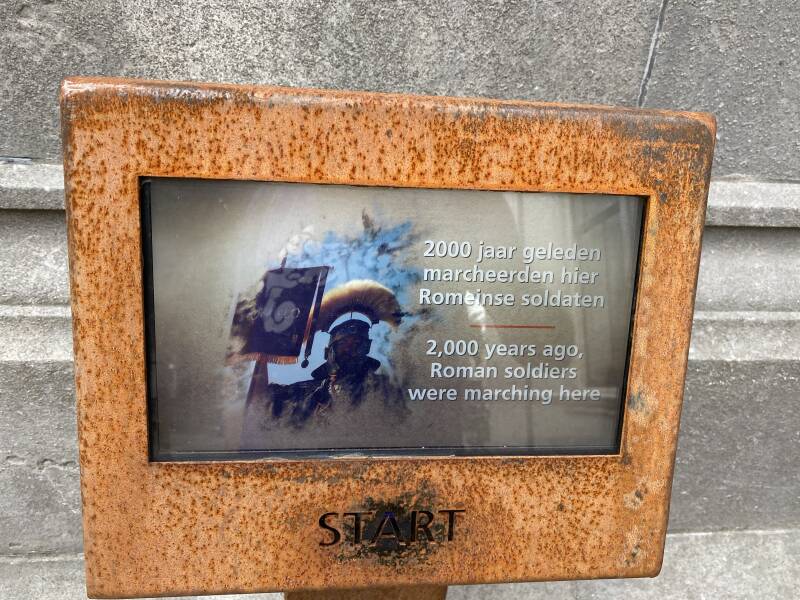 2000 jaar geleden
marcheerden hier
Romeinse soldaten
2,000 years ago,
Roman soldiers
were marching here
START